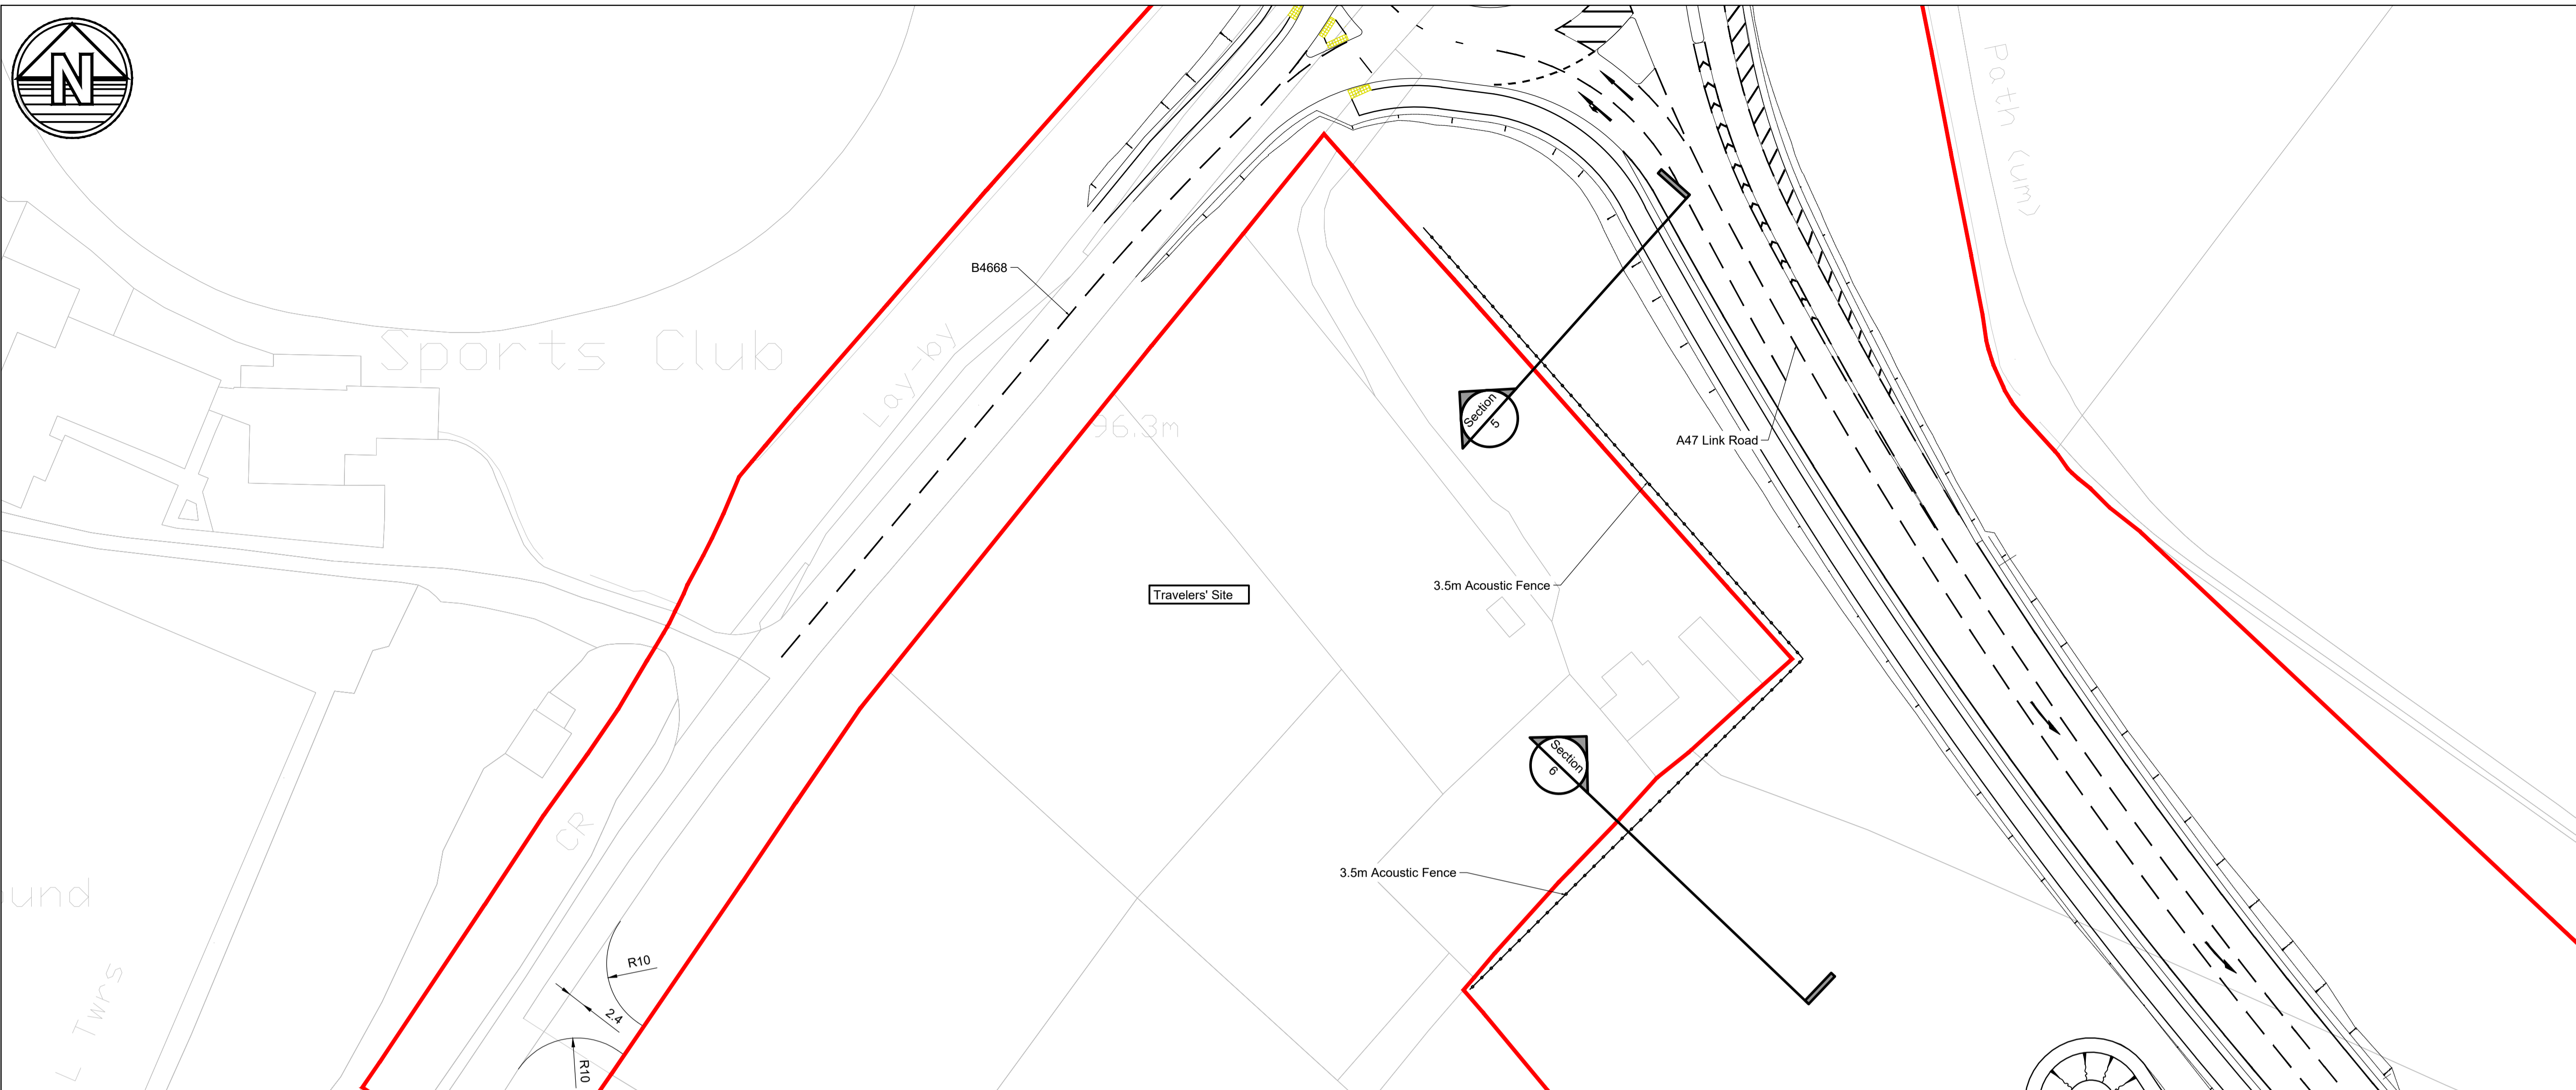 N
Path (um)
B4668
Sports Club
Lay-by
96.3m
Section
5
A47 Link Road
3.5m Acoustic Fence
Travelers' Site
Section
6
CR
3.5m Acoustic Fence
und
R10
2.4
L Twrs
R10